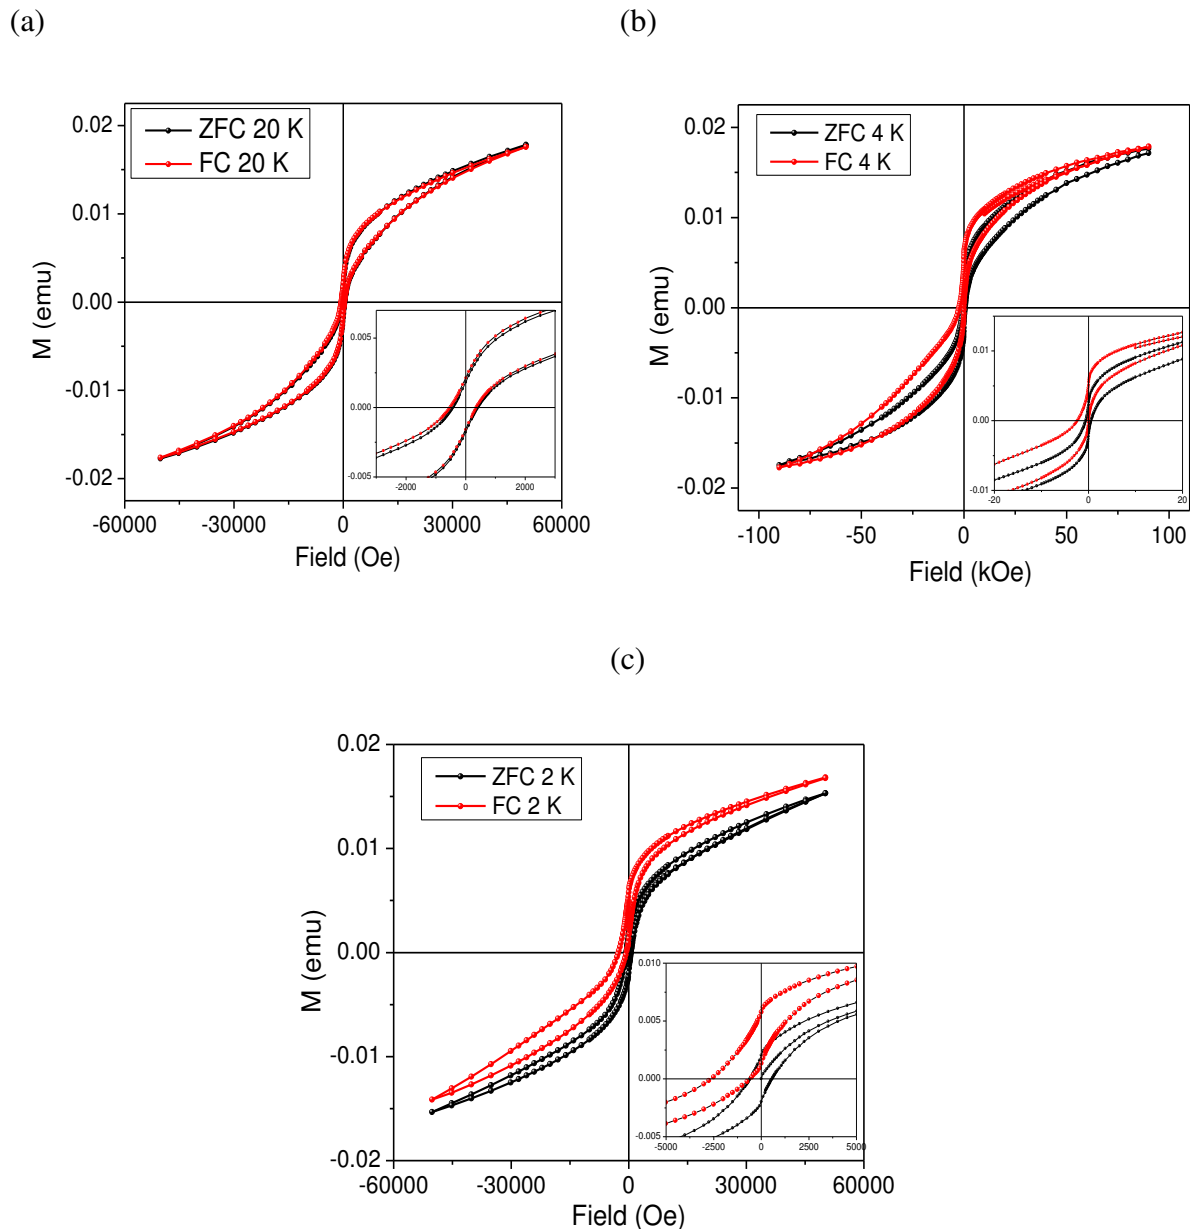 (a)
(b)
ZFC 20 K
FC 20 K
0.02
0.01
0.00
-0.01
-0.02
M (emu)
-60000 -30000 0 30000 60000
Field (Oe)
0.005
0.000
-0.005
-2000 0 2000
ZFC 4 K
FC 4 K
0.02
0.01
0.00
-0.01
-0.02
M (emu)
-100 -50 0 50 100
Field (kOe)
0.01
0.00
-0.01
-20 0 20
(c)
ZFC 2 K
FC 2 K
0.02
0.01
0.00
-0.01
-0.02
M (emu)
-60000 -30000 0 30000 60000
Field (Oe)
0.010
0.005
0.000
-0.005
-5000 -2500 0 2500 5000